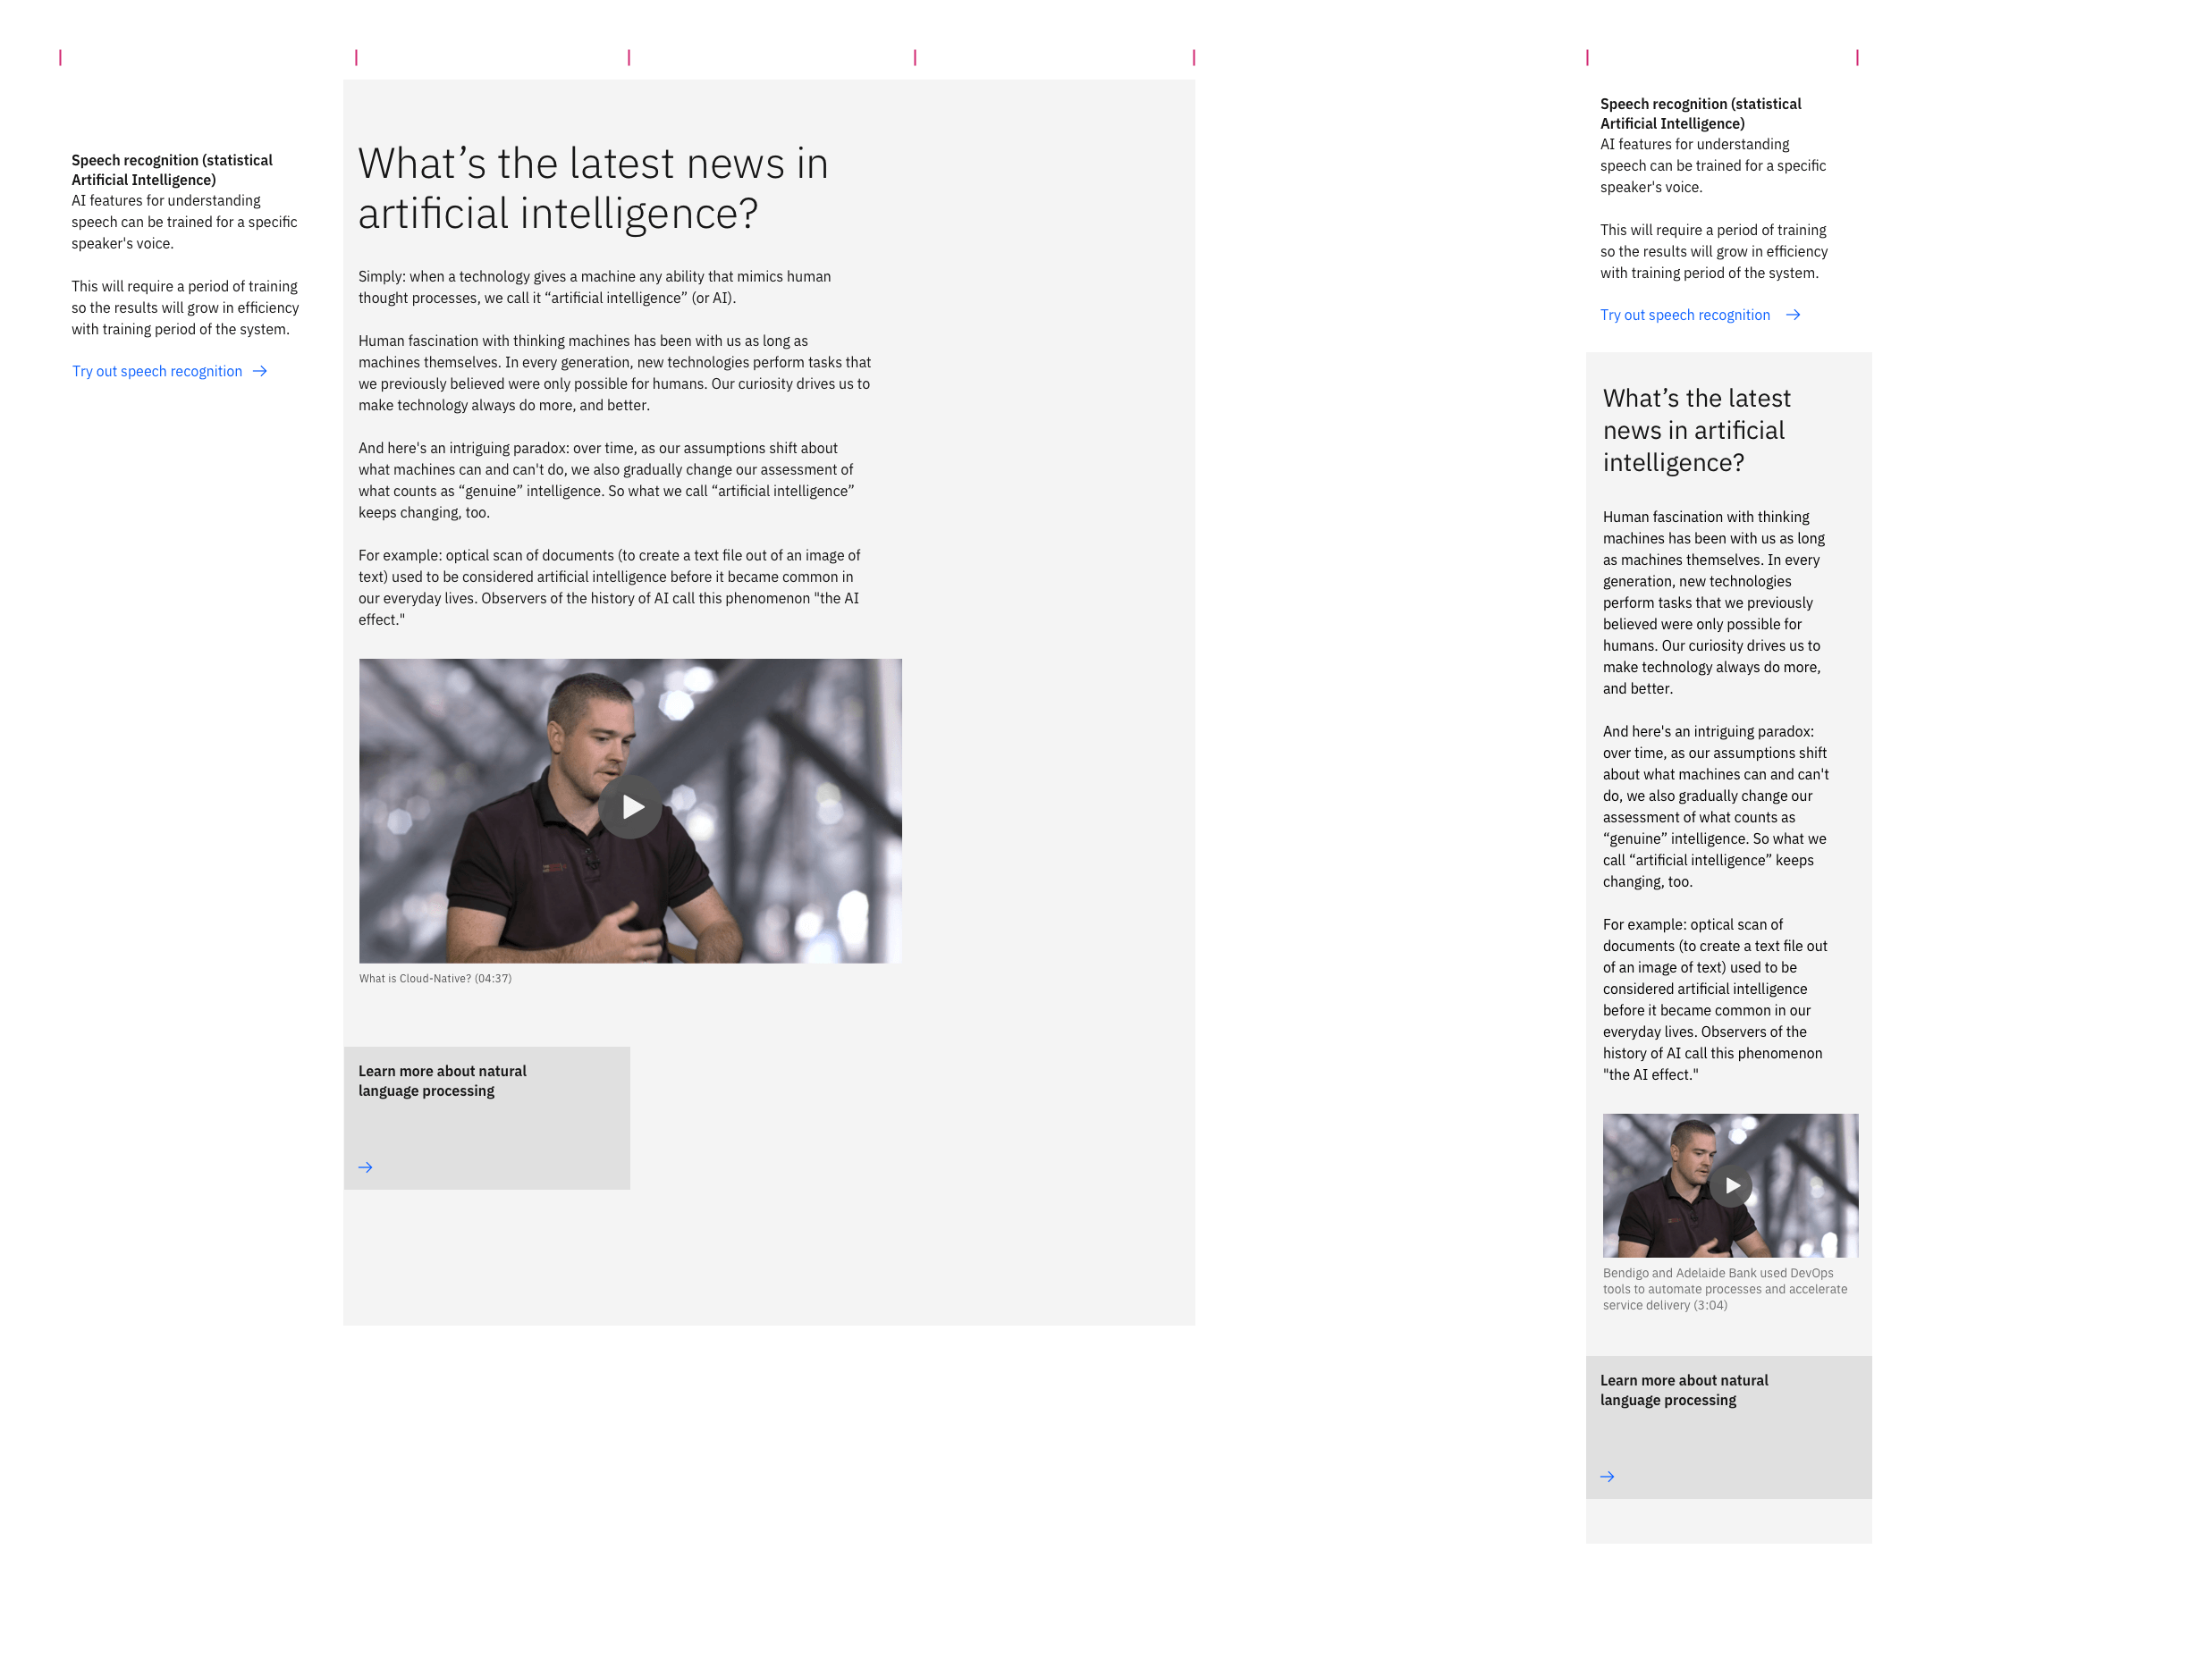 Speech recognition (statistical
Artificial Intelligence)
AI features for understanding
speech can be trained for a specific
speaker's voice.
This will require a period of training
so the results will grow in efficiency
with training period of the system.
Try out speech recognition
What’s the latest news in
artificial intelligence?
Simply: when a technology gives a machine any ability that mimics human
thought processes, we call it “artificial intelligence” (or AI).
Human fascination with thinking machines has been with us as long as
machines themselves. In every generation, new technologies perform tasks that
we previously believed were only possible for humans. Our curiosity drives us to
make technology always do more, and better.
And here's an intriguing paradox: over time, as our assumptions shift about
what machines can and can't do, we also gradually change our assessment of
what counts as “genuine” intelligence. So what we call “artificial intelligence”
keeps changing, too.
For example: optical scan of documents (to create a text file out of an image of
text) used to be considered artificial intelligence before it became common in
our everyday lives. Observers of the history of AI call this phenomenon "the AI
effect."
What is Cloud-Native? (04:37)
Learn more about natural
language processing
Speech recognition (statistical
Artificial Intelligence)
AI features for understanding
speech can be trained for a specific
speaker's voice.
This will require a period of training
so the results will grow in efficiency
with training period of the system.
Try out speech recognition
What’s the latest
news in artificial
intelligence?
Human fascination with thinking
machines has been with us as long
as machines themselves. In every
generation, new technologies
perform tasks that we previously
believed were only possible for
humans. Our curiosity drives us to
make technology always do more,
and better.
And here's an intriguing paradox:
over time, as our assumptions shift
about what machines can and can't
do, we also gradually change our
assessment of what counts as
“genuine” intelligence. So what we
call “artificial intelligence” keeps
changing, too.
For example: optical scan of
documents (to create a text file out
of an image of text) used to be
considered artificial intelligence
before it became common in our
everyday lives. Observers of the
history of AI call this phenomenon
"the AI effect."
Bendigo and Adelaide Bank used DevOps
tools to automate processes and accelerate
service delivery (3:04)
Learn more about natural
language processing